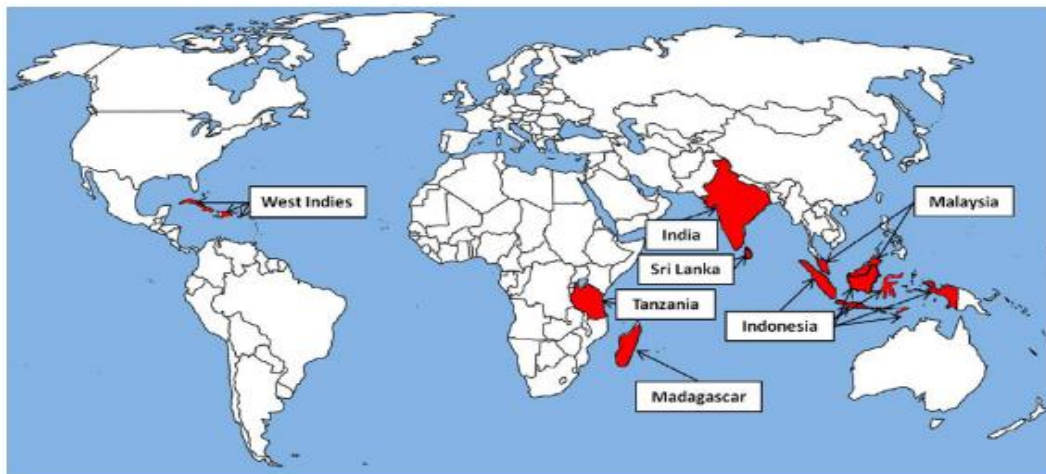 West Indies
Malaysia
India
Sri Lanka
Tanzania
Indonesia
Madagascar